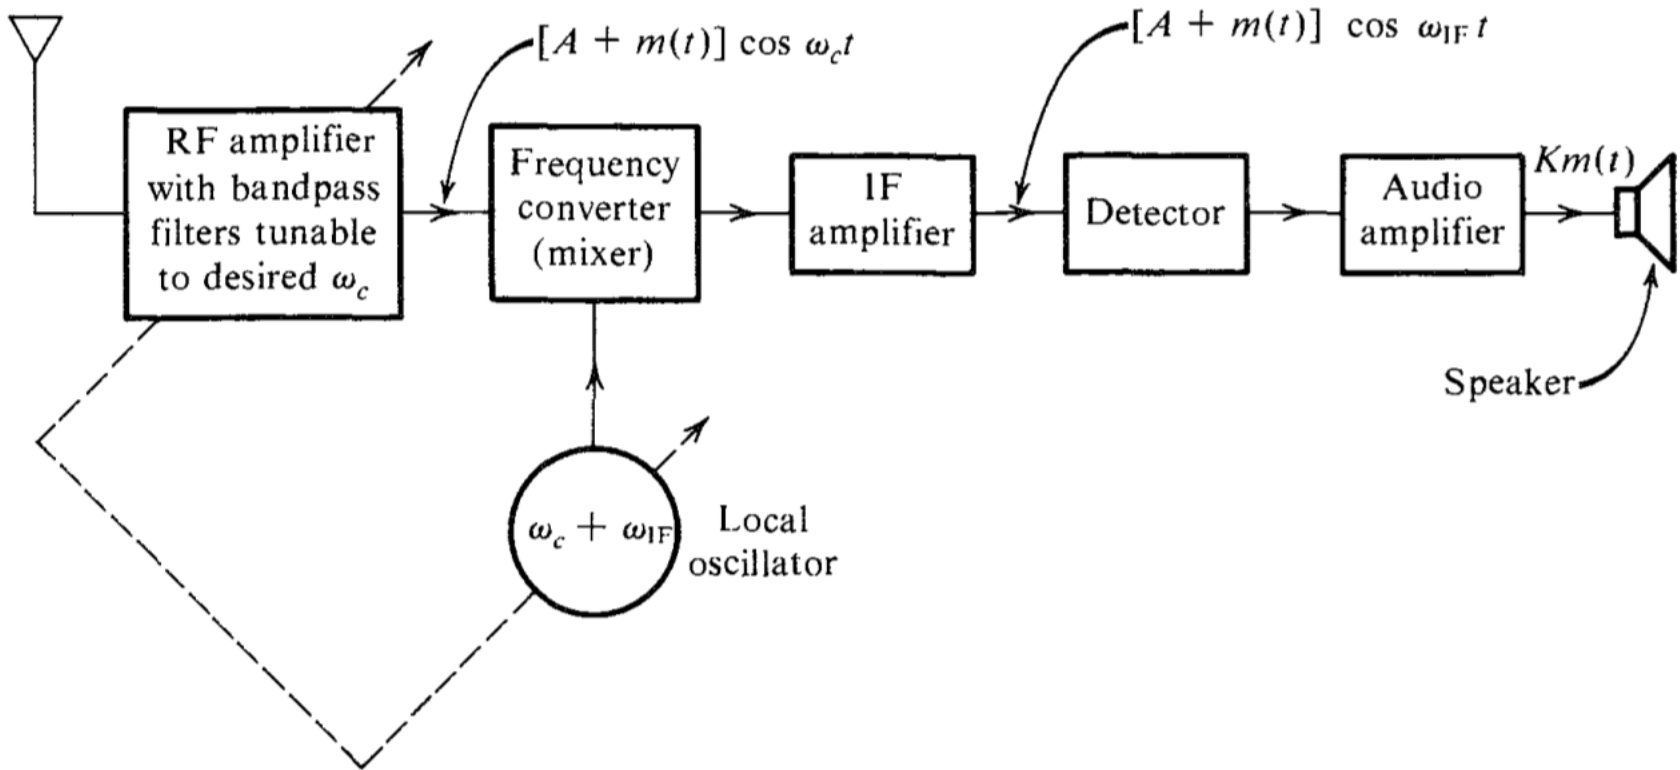 [A + m(t)] cos ω_c t
[A + m(t)] cos ω_IF t
RF amplifier
with bandpass
filters tunable
to desired ω_c
Frequency
converter
(mixer)
IF
amplifier
Detector
Audio
amplifier
Km(t)
Speaker
ω_c + ω_IF
Local
oscillator